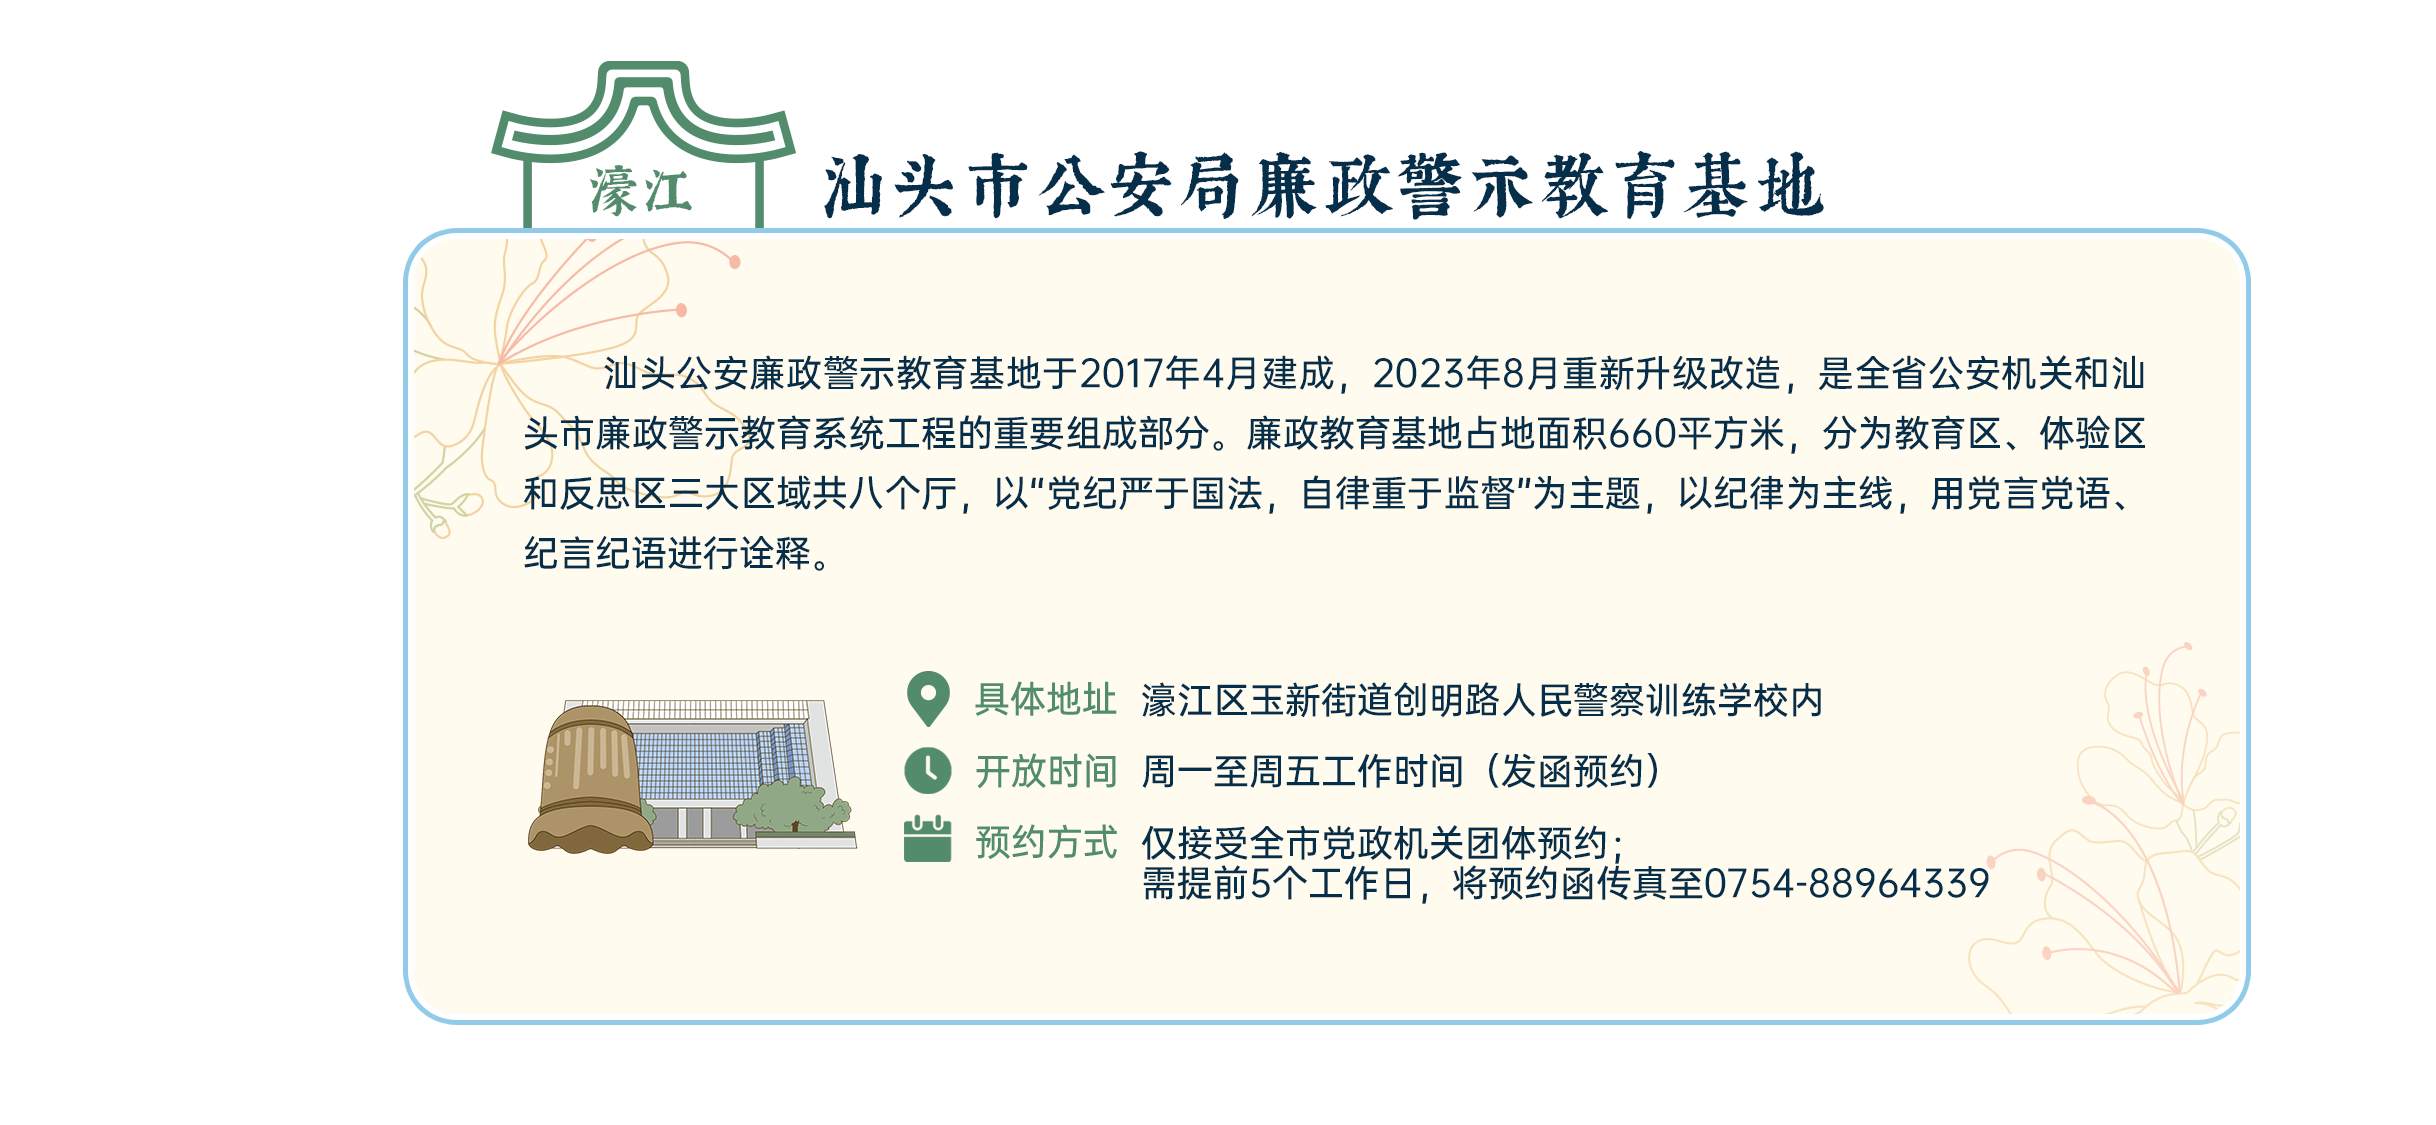 濠江
汕头市公安局廉政警示教育基地
汕头公安廉政警示教育基地于2017年4月建成，2023年8月重新升级改造，是全省公安机关和汕
头市廉政警示教育系统工程的重要组成部分。廉政教育基地占地面积660平方米，分为教育区、体验区
和反思区三大区域共八个厅，以“党纪严于国法，自律重于监督”为主题，以纪律为主线，用党言党语、
纪言纪语进行诠释。
具体地址 濠江区玉新街道创明路人民警察训练学校内
开放时间 周一至周五工作时间（发函预约）
预约方式 仅接受全市党政机关团体预约；
需提前5个工作日，将预约函传真至0754-88964339